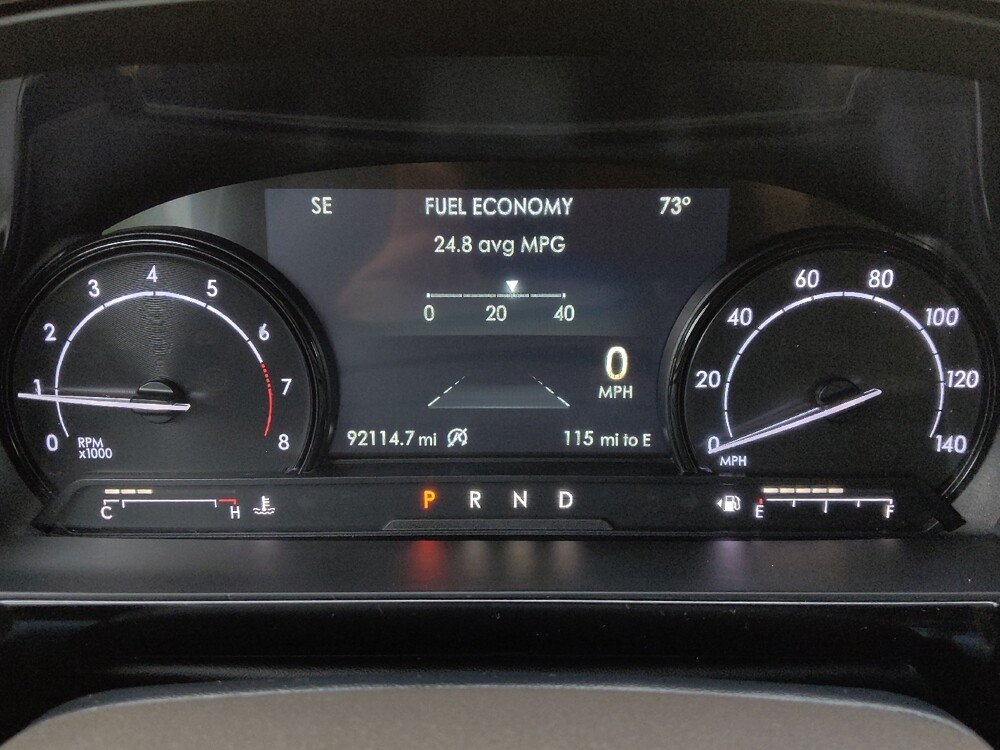 SE FUEL ECONOMY 73°
24.8 avg MPG
0 20 40
0 1 2 3 4 5 6 7 8
RPM
x1000
0
MPH
92114.7 mi 115 mi to E
0 20 40 60 80 100 120 140
MPH
C H
P R N D
E F